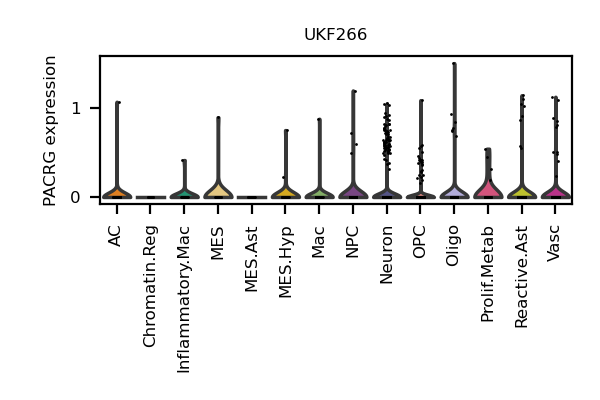 UKF266
PACRG expression
1
0
AC
Chromatin.Reg
Inflammatory.Mac
MES
MES.Ast
MES.Hyp
Mac
NPC
Neuron
OPC
Oligo
Prolif.Metab
Reactive.Ast
Vasc